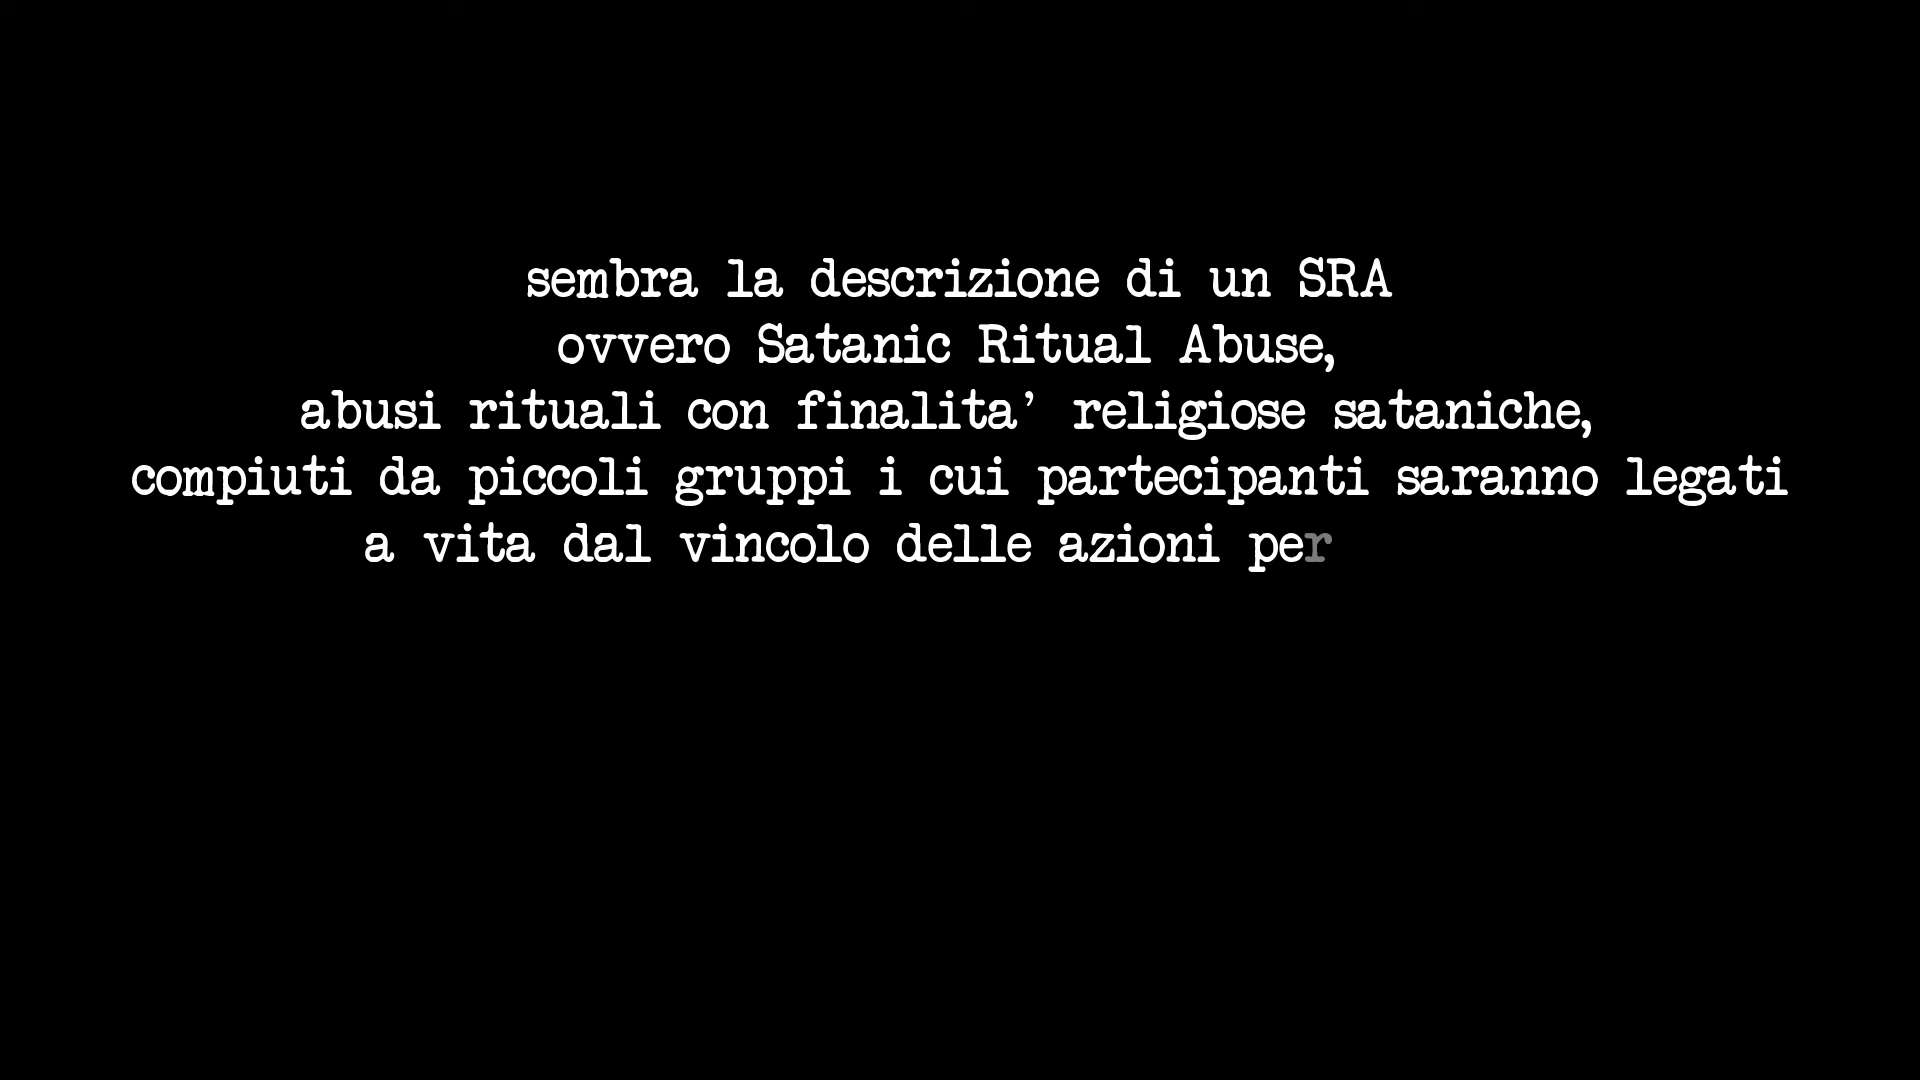 sembra la descrizione di un SRA
ovvero Satanic Ritual Abuse,
abusi rituali con finalita' religiose sataniche,
compiuti da piccoli gruppi i cui partecipanti saranno legati
a vita dal vincolo delle azioni per